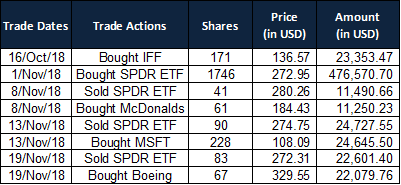 Trade Dates Trade Actions Shares Price (in USD) Amount (in USD)
16/Oct/18 Bought IFF 171 136.57 23,353.47
1/Nov/18 Bought SPDR ETF 1746 272.95 476,570.70
8/Nov/18 Sold SPDR ETF 41 280.26 11,490.66
8/Nov/18 Bought McDonalds 61 184.43 11,250.23
13/Nov/18 Sold SPDR ETF 90 274.75 24,727.55
13/Nov/18 Bought MSFT 228 108.09 24,645.50
19/Nov/18 Sold SPDR ETF 83 272.31 22,601.40
19/Nov/18 Bought Boeing 67 329.55 22,079.76